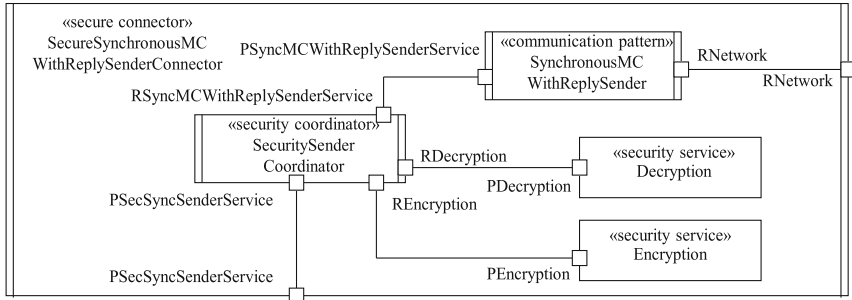 «secure connector»
SecureSynchronousMC
WithReplySenderConnector
PSyncMCWithReplySenderService
«communication pattern»
SynchronousMC
WithReplySender
RNetwork
RNetwork
RSyncMCWithReplySenderService
«security coordinator»
SecuritySender
Coordinator
RDecryption
PDecryption
«security service»
Decryption
PSecSyncSenderService
REncryption
«security service»
Encryption
PEncryption
PSecSyncSenderService